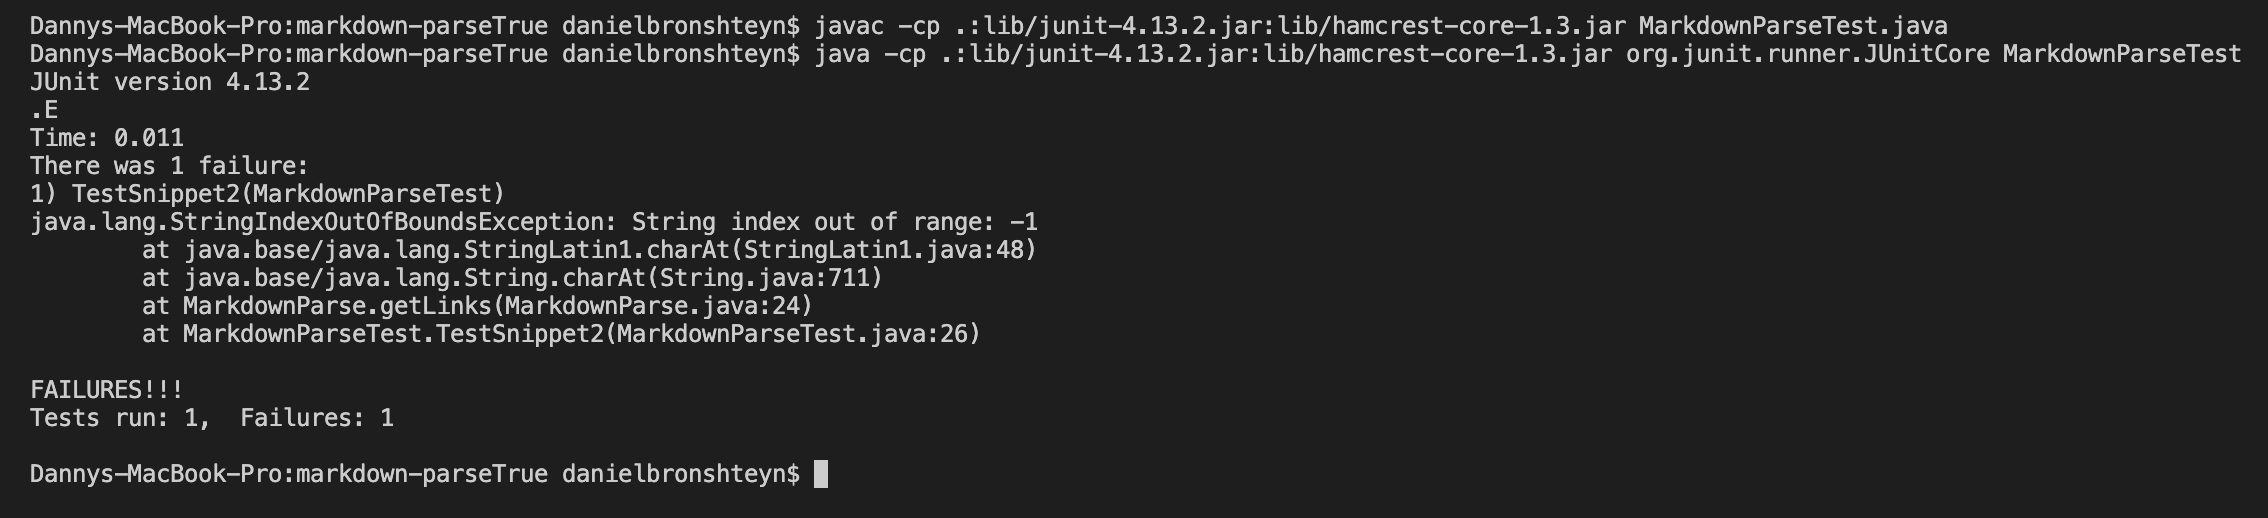 Dannys-MacBook-Pro:markdown-parseTrue danielbronshteyn$ javac -cp .:lib/junit-4.13.2.jar:lib/hamcrest-core-1.3.jar MarkdownParseTest.java
Dannys-MacBook-Pro:markdown-parseTrue danielbronshteyn$ java -cp .:lib/junit-4.13.2.jar:lib/hamcrest-core-1.3.jar org.junit.runner.JUnitCore MarkdownParseTest
JUnit version 4.13.2
.E
Time: 0.011
There was 1 failure:
1) TestSnippet2(MarkdownParseTest)
java.lang.StringIndexOutOfBoundsException: String index out of range: -1
        at java.base/java.lang.StringLatin1.charAt(StringLatin1.java:48)
        at java.base/java.lang.String.charAt(String.java:711)
        at MarkdownParse.getLinks(MarkdownParse.java:24)
        at MarkdownParseTest.TestSnippet2(MarkdownParseTest.java:26)
FAILURES!!!
Tests run: 1,  Failures: 1
Dannys-MacBook-Pro:markdown-parseTrue danielbronshteyn$